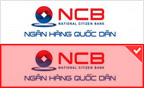 NCB
NATIONAL CITIZEN BANK
NGÂN HÀNG QUỐC DÂN
NCB
NATIONAL CITIZEN BANK
NGÂN HÀNG QUỐC DÂN